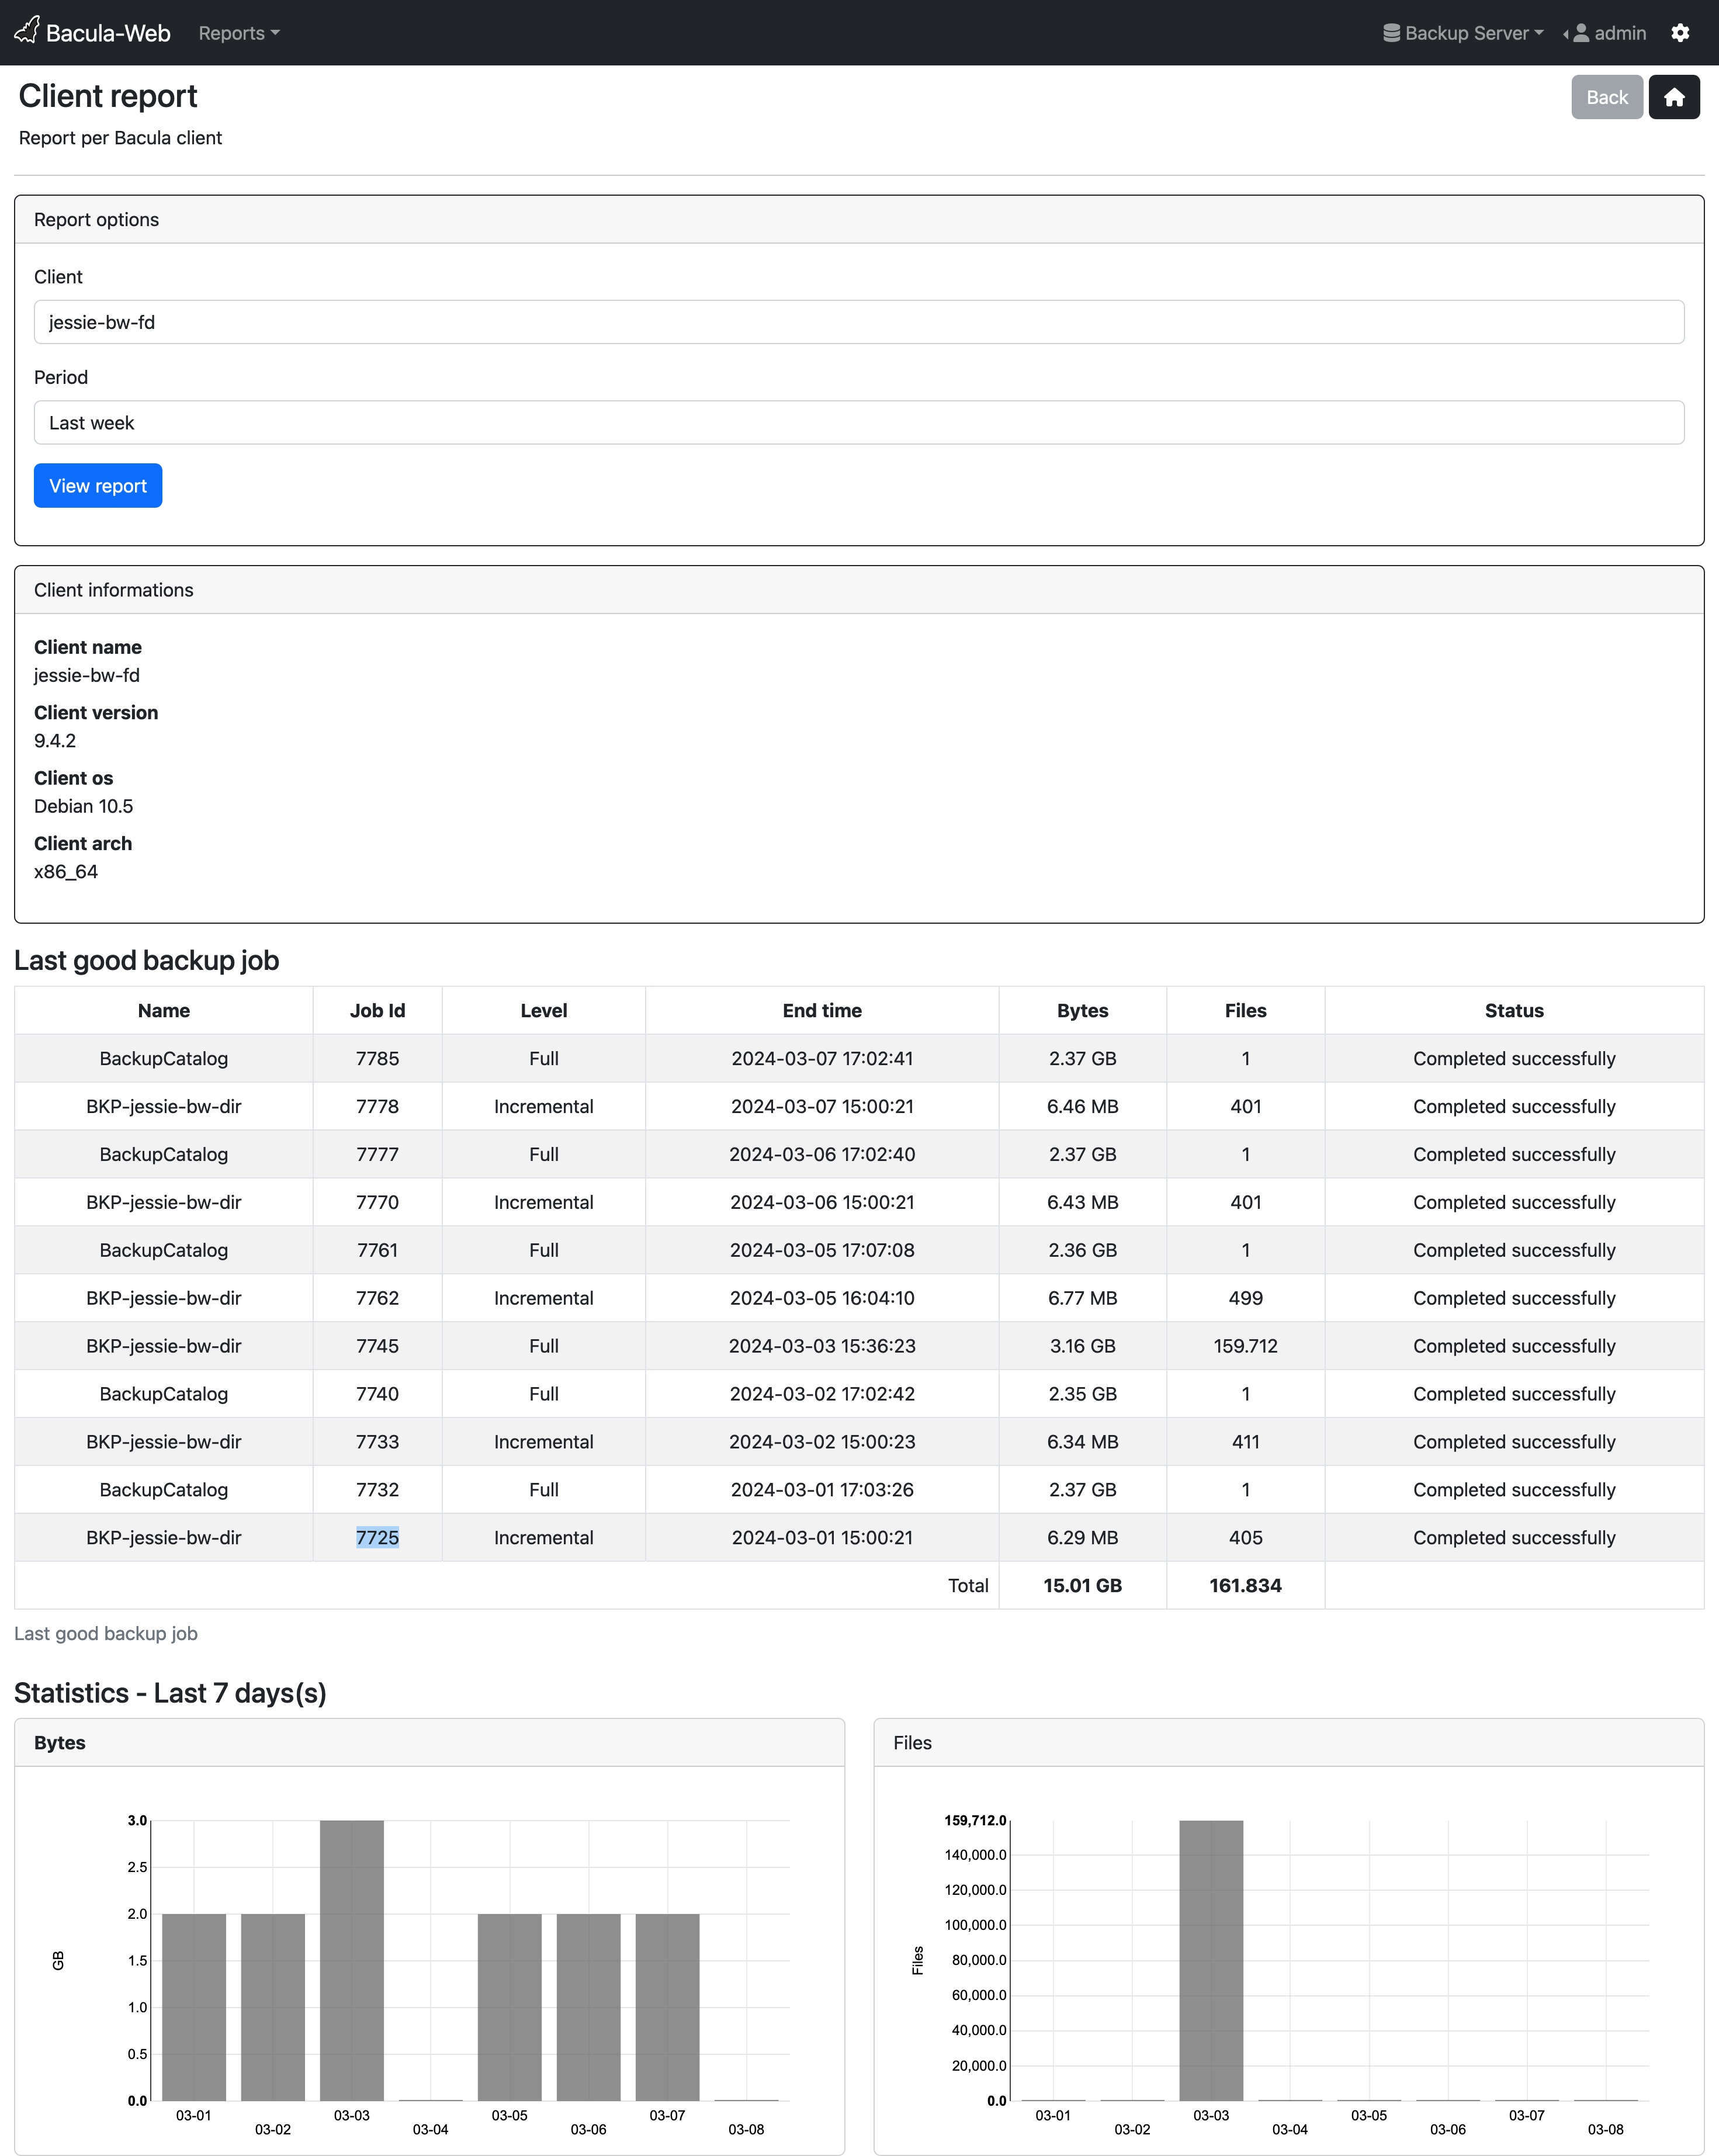 Bacula-Web Reports Backup Server admin
Client report Back
Report per Bacula client
Report options
Client
jessie-bw-fd
Period
Last week
View report
Client informations
Client name
jessie-bw-fd
Client version
9.4.2
Client os
Debian 10.5
Client arch
x86_64
Last good backup job
Name Job Id Level End time Bytes Files Status
BackupCatalog 7785 Full 2024-03-07 17:02:41 2.37 GB 1 Completed successfully
BKP-jessie-bw-dir 7778 Incremental 2024-03-07 15:00:21 6.46 MB 401 Completed successfully
BackupCatalog 7777 Full 2024-03-06 17:02:40 2.37 GB 1 Completed successfully
BKP-jessie-bw-dir 7770 Incremental 2024-03-06 15:00:21 6.43 MB 401 Completed successfully
BackupCatalog 7761 Full 2024-03-05 17:07:08 2.36 GB 1 Completed successfully
BKP-jessie-bw-dir 7762 Incremental 2024-03-05 16:04:10 6.77 MB 499 Completed successfully
BKP-jessie-bw-dir 7745 Full 2024-03-03 15:36:23 3.16 GB 159.712 Completed successfully
BackupCatalog 7740 Full 2024-03-02 17:02:42 2.35 GB 1 Completed successfully
BKP-jessie-bw-dir 7733 Incremental 2024-03-02 15:00:23 6.34 MB 411 Completed successfully
BackupCatalog 7732 Full 2024-03-01 17:03:26 2.37 GB 1 Completed successfully
BKP-jessie-bw-dir 7725 Incremental 2024-03-01 15:00:21 6.29 MB 405 Completed successfully
Total 15.01 GB 161.834
Last good backup job
Statistics - Last 7 days(s)
Bytes
3.0
2.5
2.0
1.5
1.0
0.5
0.0
GB
03-01 03-02 03-03 03-04 03-05 03-06 03-07 03-08
Files
159,712.0
140,000.0
120,000.0
100,000.0
80,000.0
60,000.0
40,000.0
20,000.0
0.0
Files
03-01 03-02 03-03 03-04 03-05 03-06 03-07 03-08